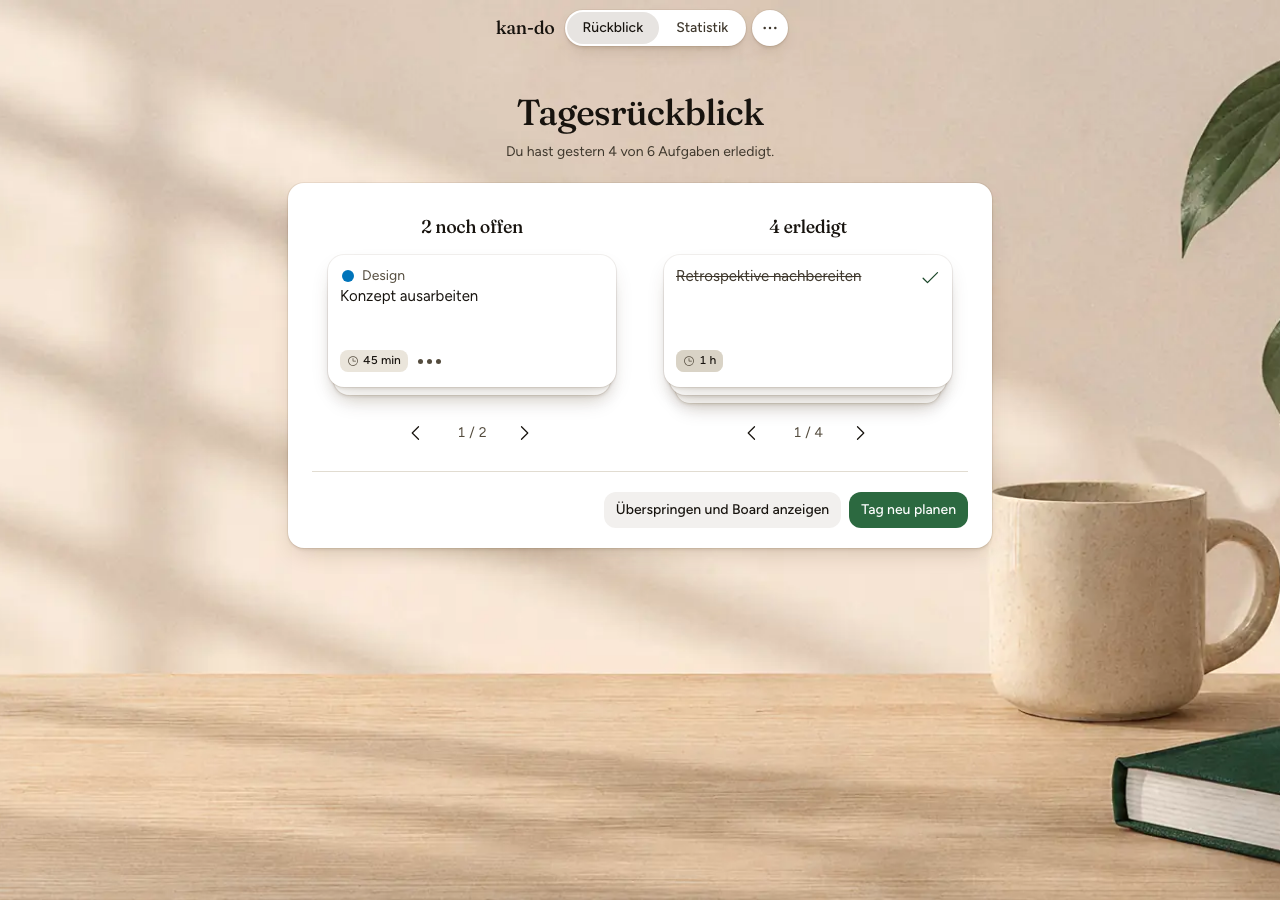 kan-do
Rückblick
Statistik
Tagesrückblick
Du hast gestern 4 von 6 Aufgaben erledigt.
2 noch offen
Design
Konzept ausarbeiten
45 min
1 / 2
4 erledigt
Retrospektive nachbereiten
1 h
1 / 4
Überspringen und Board anzeigen
Tag neu planen